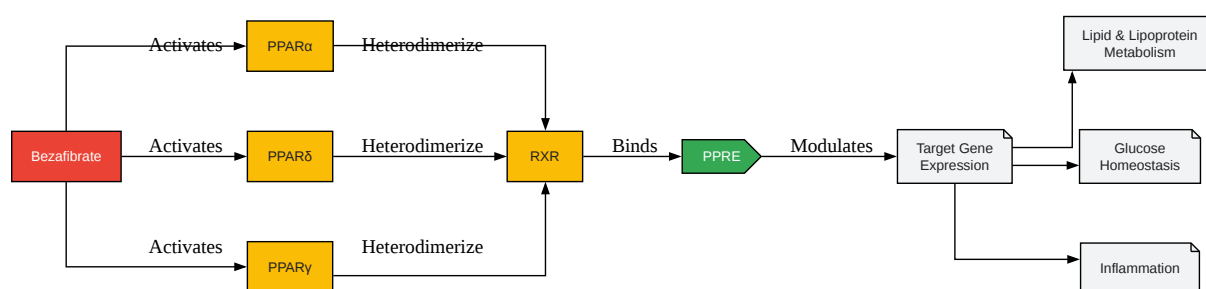 Activates
PPARα
Heterodimerize
Lipid & Lipoprotein
Metabolism
Bezafibrate
Activates
PPARδ
Heterodimerize
RXR
Binds
PPRE
Modulates
Target Gene
Expression
Glucose
Homeostasis
Activates
PPARγ
Heterodimerize
Inflammation